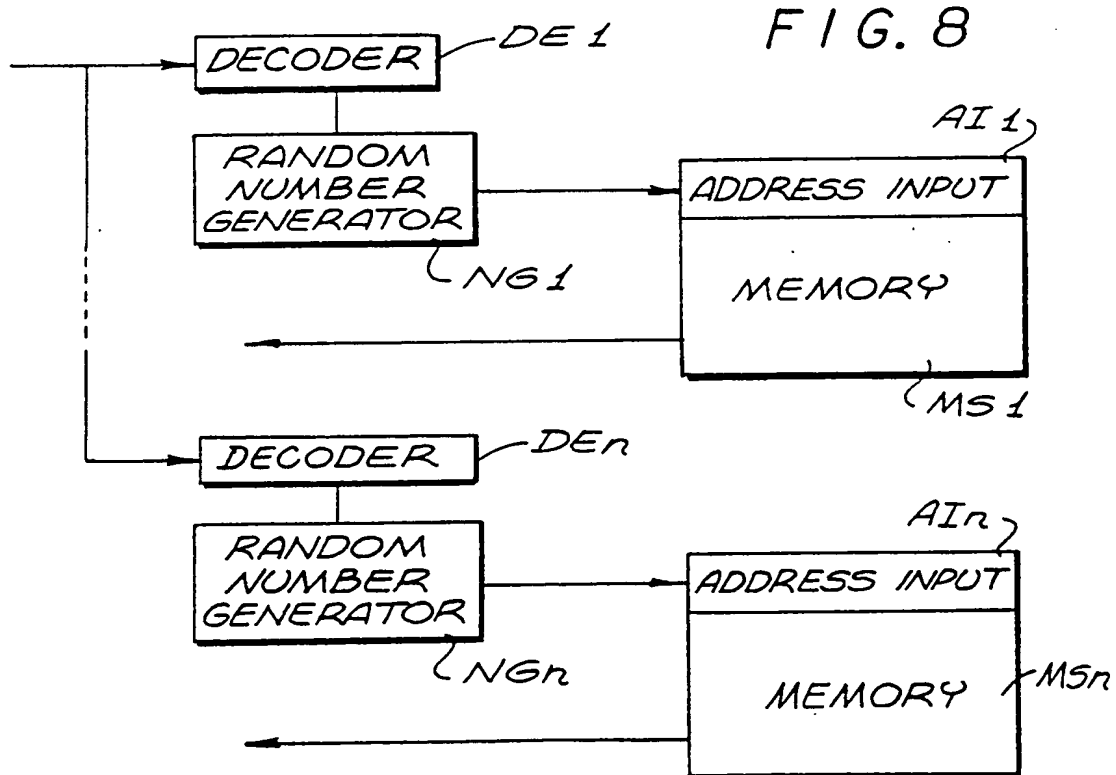 FIG. 8
DECODER
DE1
RANDOM
NUMBER
GENERATOR
NG1
AI1
ADDRESS INPUT
MEMORY
MS1
DECODER
DEn
RANDOM
NUMBER
GENERATOR
NGn
AIn
ADDRESS INPUT
MEMORY
MSn